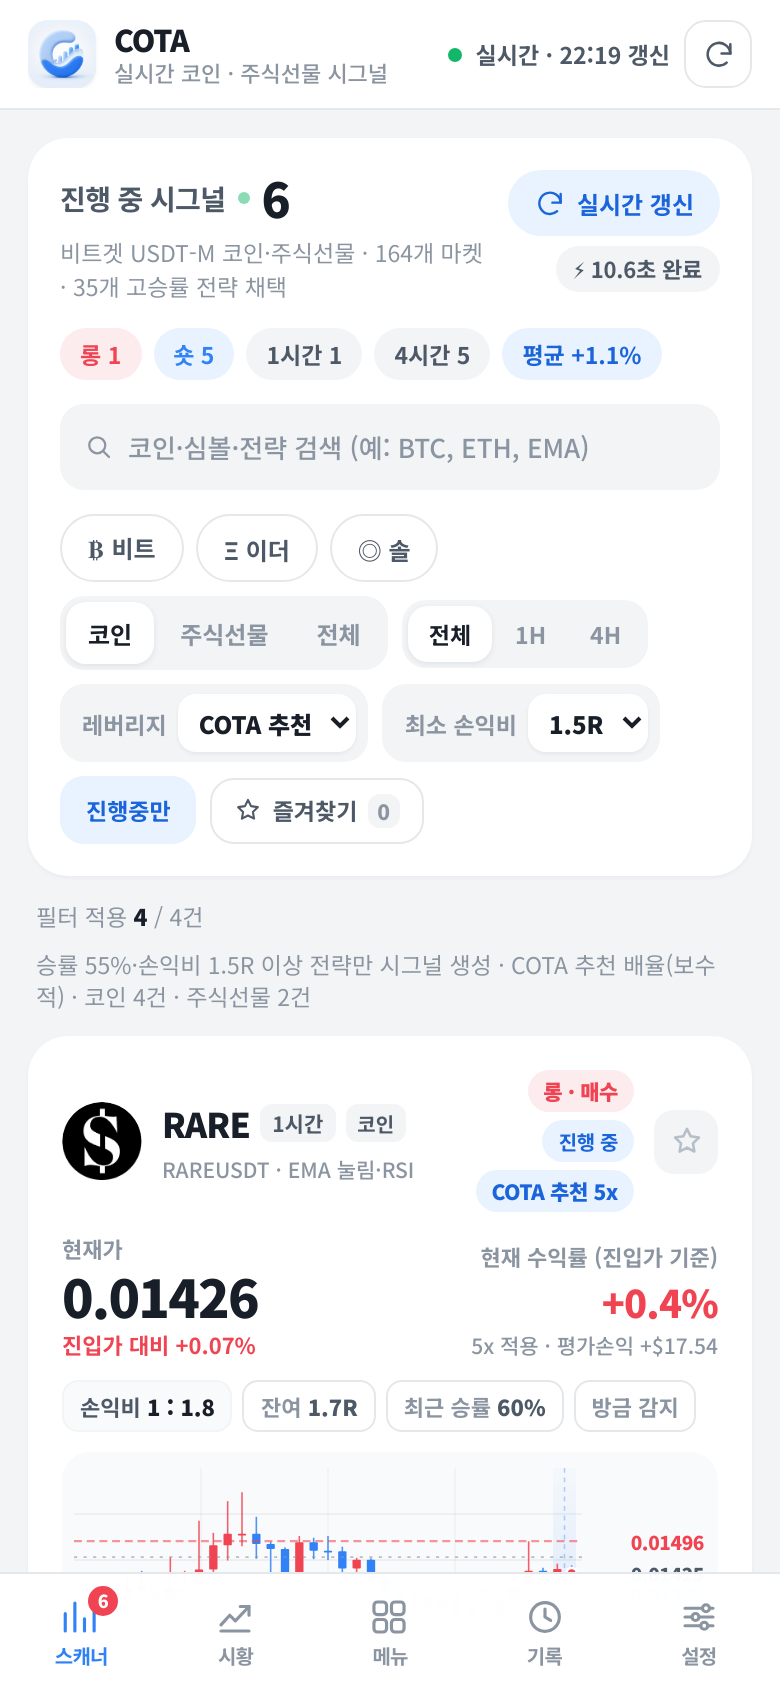 COTA
실시간 코인 · 주식선물 시그널
실시간 · 22:19 갱신
진행 중 시그널 6
실시간 갱신
비트겟 USDT-M 코인·주식선물 · 164개 마켓
· 35개 고승률 전략 채택
⚡ 10.6초 완료
롱 1 숏 5 1시간 1 4시간 5 평균 +1.1%
코인·심볼·전략 검색 (예: BTC, ETH, EMA)
₿ 비트 Ξ 이더 ◎ 솔
코인 주식선물 전체 전체 1H 4H
레버리지 COTA 추천 최소 손익비 1.5R
진행중만 즐겨찾기 0
필터 적용 4 / 4건
승률 55%·손익비 1.5R 이상 전략만 시그널 생성 · COTA 추천 배율(보수
적) · 코인 4건 · 주식선물 2건
롱 · 매수
RARE 1시간 코인
진행 중
RAREUSDT · EMA 눌림·RSI
COTA 추천 5x
현재가
현재 수익률 (진입가 기준)
0.01426
+0.4%
진입가 대비 +0.07%
5x 적용 · 평가손익 +$17.54
손익비 1 : 1.8 잔여 1.7R 최근 승률 60% 방금 감지
0.01496
6
스캐너 시황 메뉴 기록 설정